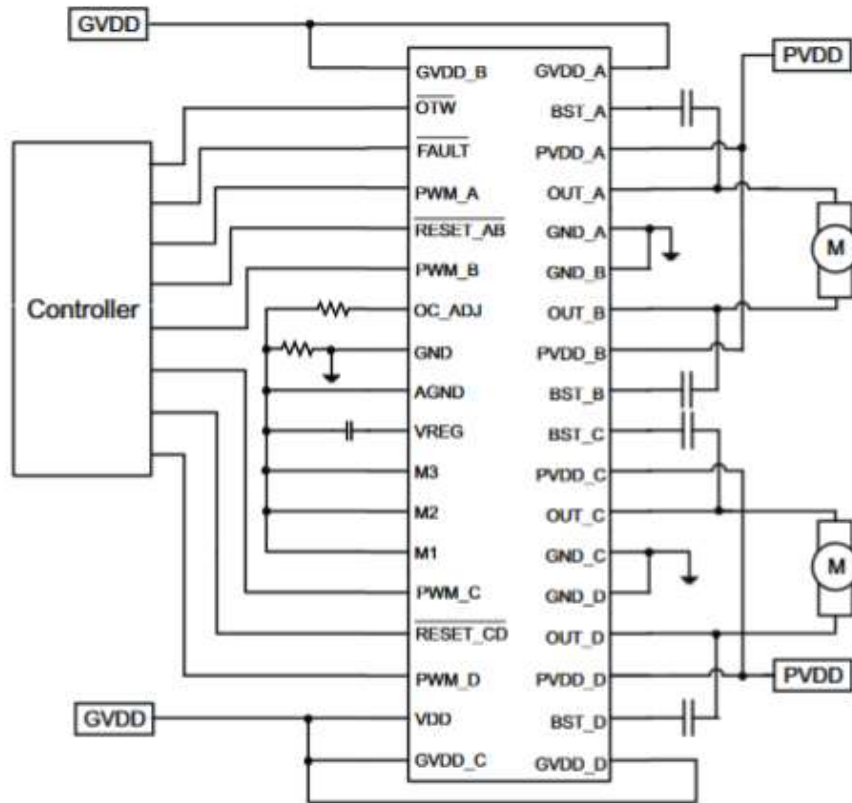 GVDD
PVDD
GVDD_B GVDD_A
OTW BST_A
FAULT PVDD_A
PWM_A OUT_A
RESET_AB GND_A
PWM_B GND_B
Controller
OC_ADJ OUT_B
GND PVDD_B
AGND BST_B
VREG BST_C
M3 PVDD_C
M2 OUT_C
M1 GND_C
PWM_C GND_D
RESET_CD OUT_D
PWM_D PVDD_D
VDD BST_D
GVDD_C GVDD_D
M
M
PVDD
GVDD